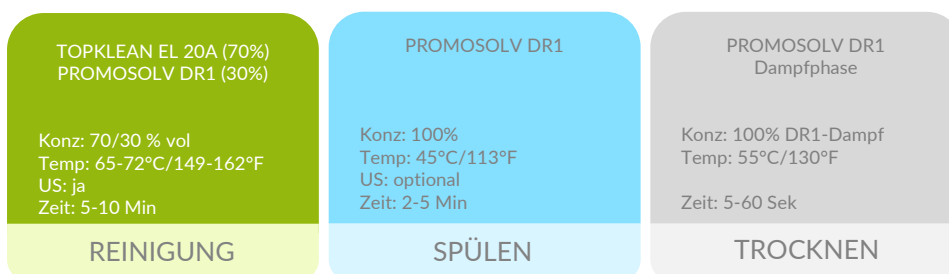 TOPKLEAN EL 20A (70%)
PROMOSOLV DR1 (30%)
Konz: 70/30 % vol
Temp: 65-72°C/149-162°F
US: ja
Zeit: 5-10 Min
REINIGUNG
PROMOSOLV DR1
Konz: 100%
Temp: 45°C/113°F
US: optional
Zeit: 2-5 Min
SPÜLEN
PROMOSOLV DR1
Dampfphase
Konz: 100% DR1-Dampf
Temp: 55°C/130°F
Zeit: 5-60 Sek
TROCKNEN